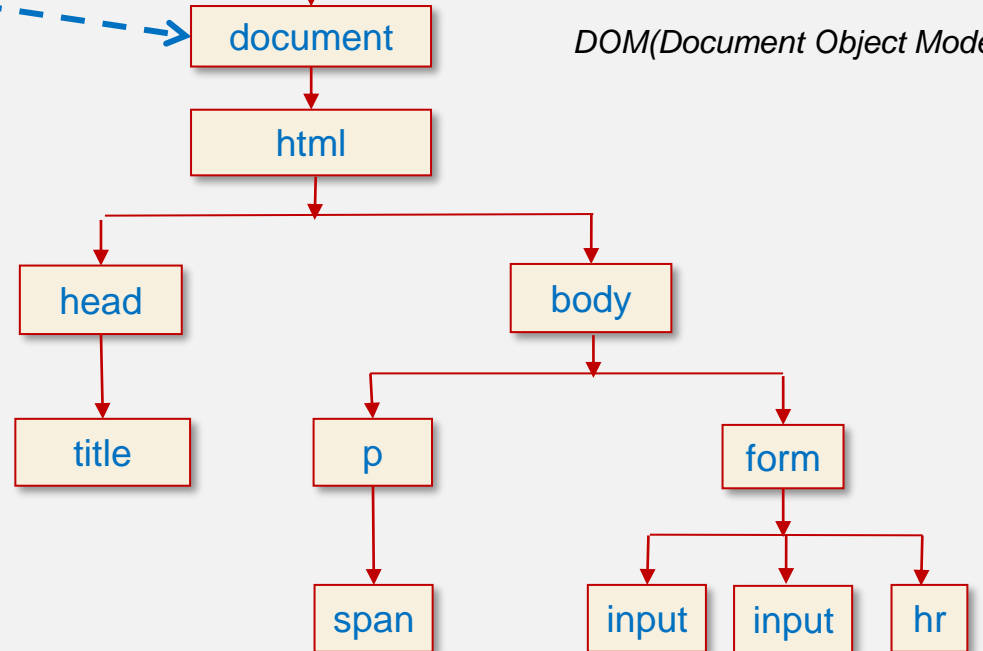 document
DOM(Document Object Mode
html
head
body
title
p
form
span
input
input
hr